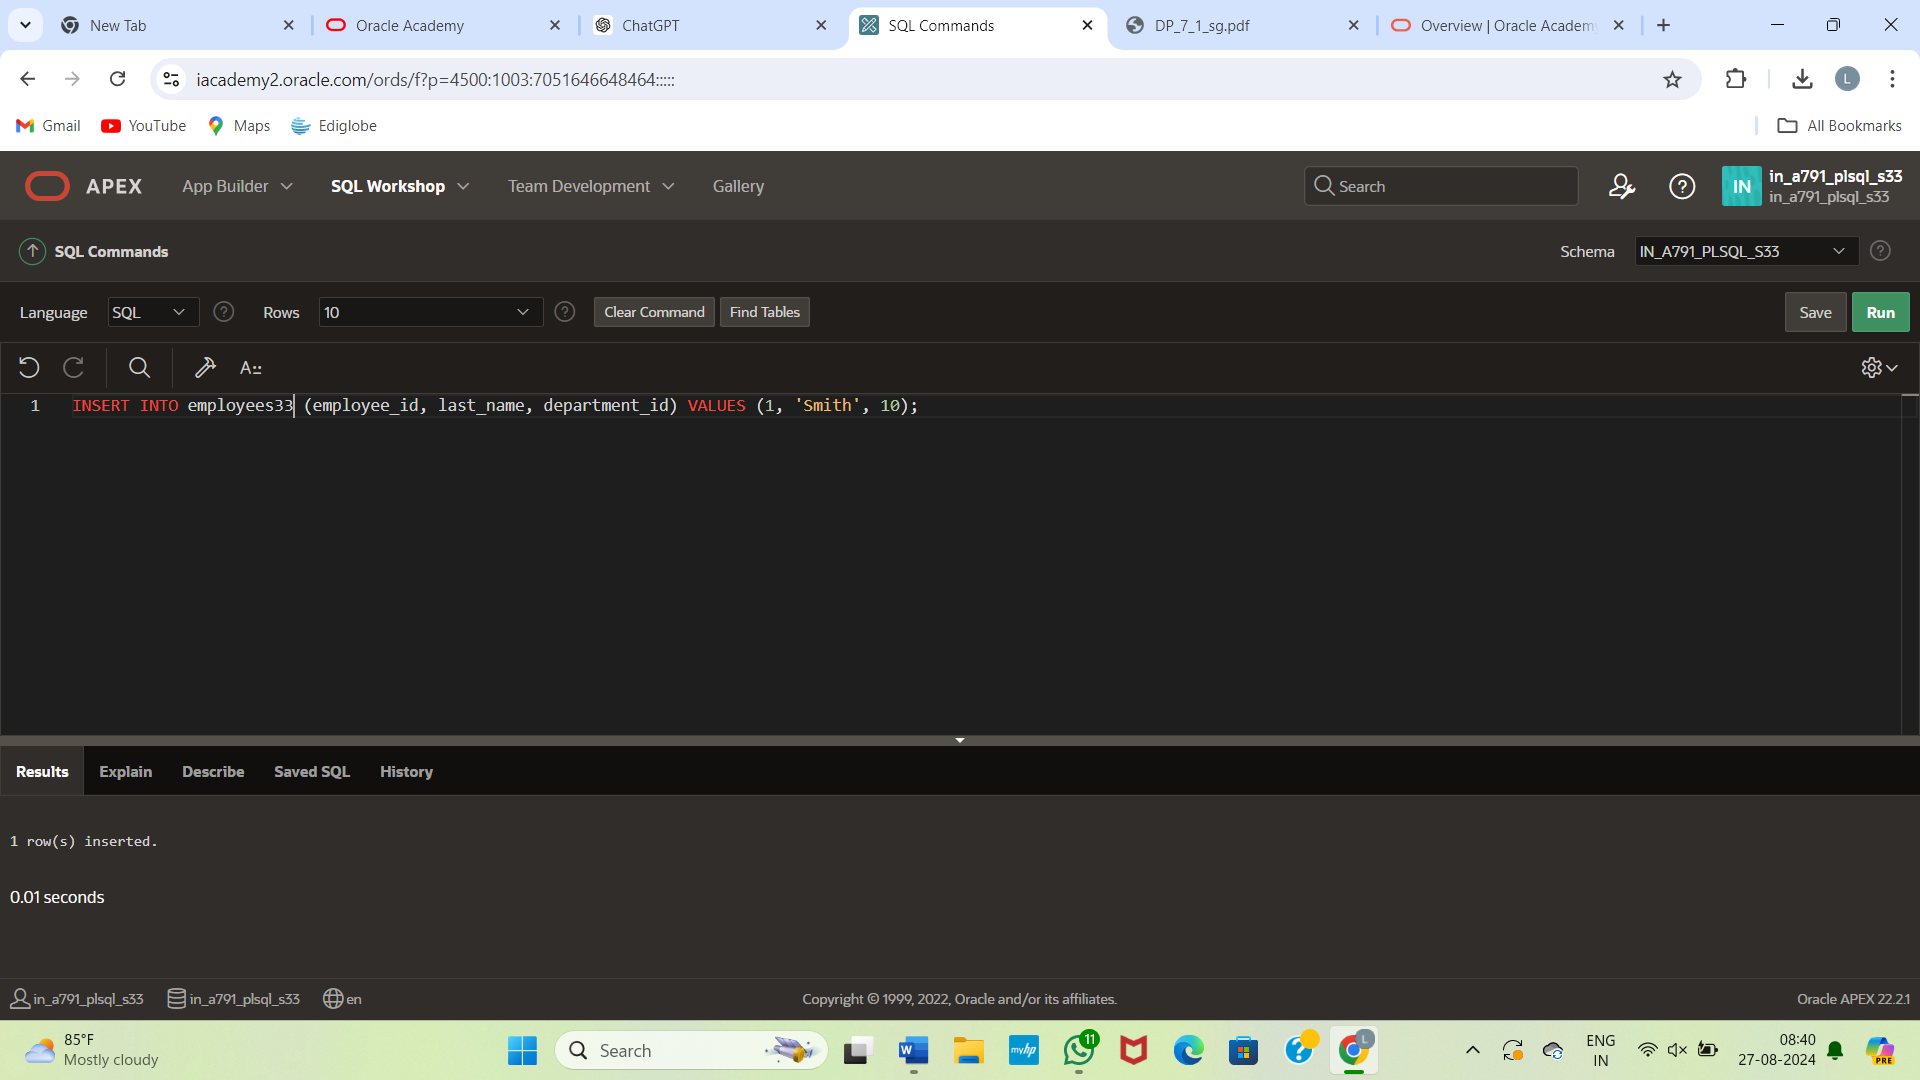 New Tab
Oracle Academy
ChatGPT
SQL Commands
DP_7_1_sg.pdf
Overview | Oracle Academ
iacademy2.oracle.com/ords/f?p=4500:1003:7051646648464:::::
L
Gmail
YouTube
Maps
Ediglobe
All Bookmarks
APEX
App Builder
SQL Workshop
Team Development
Gallery
Search
IN
in_a791_plsql_s33
in_a791_plsql_s33
SQL Commands
Schema
IN_A791_PLSQL_S33
Language
SQL
Rows
10
Clear Command
Find Tables
Save
Run
A::
1
INSERT INTO employees33 (employee_id, last_name, department_id) VALUES (1, 'Smith', 10);
Results
Explain
Describe
Saved SQL
History
1 row(s) inserted.
0.01 seconds
in_a791_plsql_s33
in_a791_plsql_s33
en
Copyright © 1999, 2022, Oracle and/or its affiliates.
Oracle APEX 22.2.1
85°F
Mostly cloudy
Search
W
myhp
11
L
ENG
IN
08:40
27-08-2024
PRE